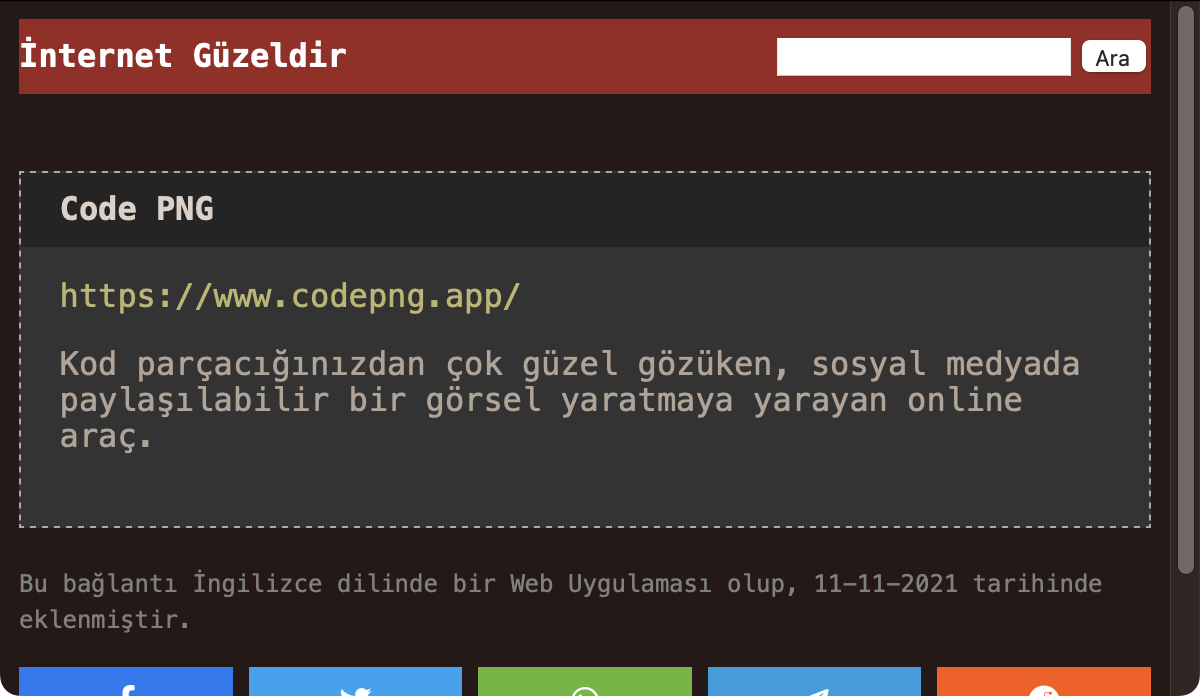 İnternet Güzeldir
Ara
Code PNG
https://www.codepng.app/
Kod parçacığınızdan çok güzel gözüken, sosyal medyada
paylaşılabilir bir görsel yaratmaya yarayan online
araç.
Bu bağlantı İngilizce dilinde bir Web Uygulaması olup, 11-11-2021 tarihinde
eklenmiştir.